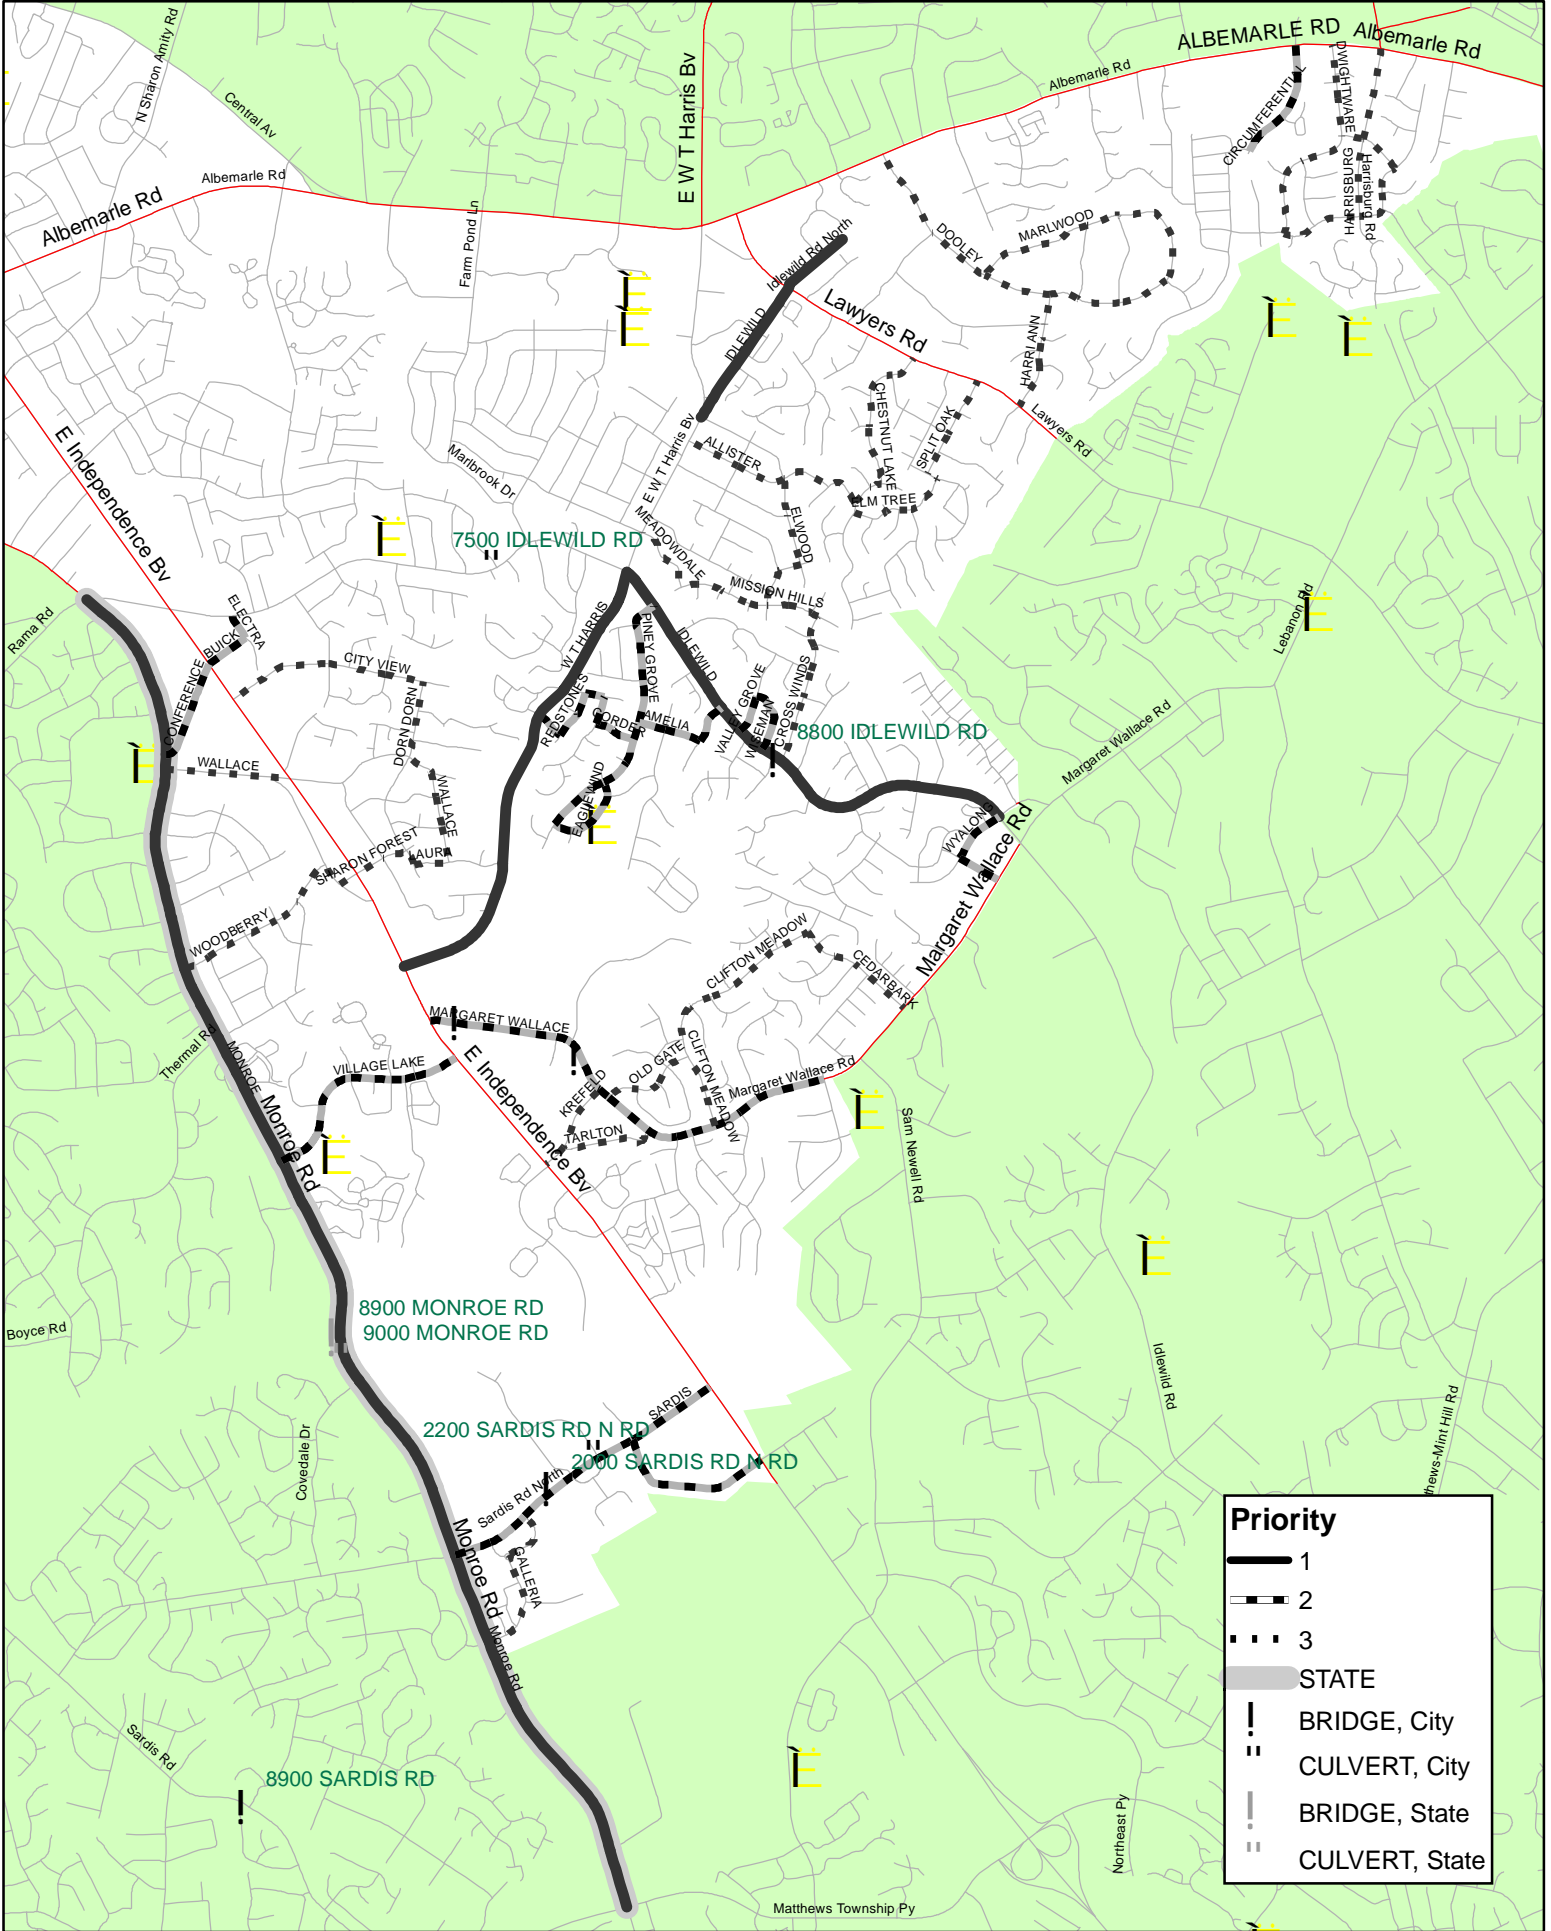 ALBEMARLE RD
Albemarle Rd
N Sharon Amity Rd
Central Av
E W T Harris Bv
Albemarle Rd
DWIGHTWARE
CIRCUMFERENTIAL
HARRISBURG
Harrisburg Rd
Albemarle Rd
Albemarle Rd
Farm Pond Ln
DOOLEY
MARLWOOD
Idlewild Rd North
IDLEWILD
Lawyers Rd
HARRI ANN
CHESTNUT LAKE
SPLIT OAK
Lawyers Rd
E Independence Bv
Marlbrook Dr
E W T Harris Bv
ALLISTER
ELM TREE
ELWOOD
7500 IDLEWILD RD
MEADOWDALE
MISSION HILLS
Rama Rd
ELECTRA
BUICK
CONFERENCE
CITY VIEW
DORN DORN
W T HARRIS
PINEY GROVE
IDLEWILD
REDSTONES
CORDER
AMELIA
VALLEY GROVE
WISEMAN
CROSS WINDS
8800 IDLEWILD RD
Lebanon Rd
Margaret Wallace Rd
WALLACE
WALLACE
EAGLEWIND
SHARON FOREST
LAURA
WYALONG
Margaret Wallace Rd
WOODBERRY
CLIFTON MEADOW
CEDARBARK
MARGARET WALLACE
Thermal Rd
MONROE
VILLAGE LAKE
E Independence Bv
KREFELD
OLD GATE
CLIFTON MEADOW
Margaret Wallace Rd
TARLTON
Monroe Rd
Sam Newell Rd
8900 MONROE RD
9000 MONROE RD
Boyce Rd
Idlewild Rd
SARDIS
2200 SARDIS RD N RD
2000 SARDIS RD N RD
Covedale Dr
Sardis Rd North
thews-Mint Hill Rd
Monroe Rd
GALLERIA
Monroe Rd
Sardis Rd
8900 SARDIS RD
Northeast Py
Matthews Township Py
Priority
1
2
3
STATE
BRIDGE, City
CULVERT, City
BRIDGE, State
CULVERT, State